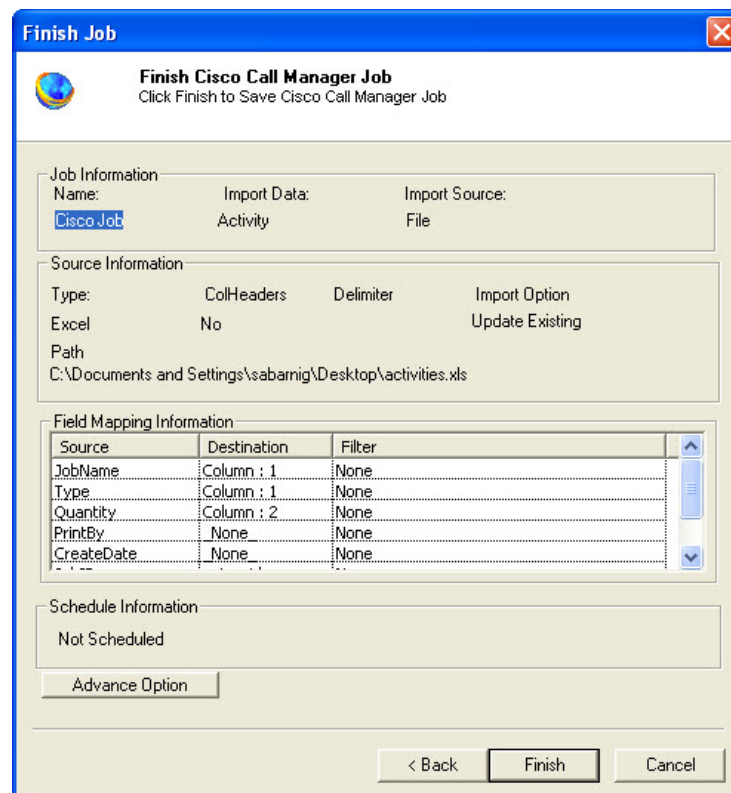 Finish Job
Finish Cisco Call Manager Job
Click Finish to Save Cisco Call Manager Job
Job Information
Name: Import Data: Import Source:
Cisco Job Activity File
Source Information
Type: ColHeaders Delimiter Import Option
Excel No Update Existing
Path
C:\Documents and Settings\sabarnig\Desktop\activities.xls
Field Mapping Information
Source Destination Filter
JobName Column : 1 None
Type Column : 1 None
Quantity Column : 2 None
PrintBy _None_ None
CreateDate _None_ None
Schedule Information
Not Scheduled
Advance Option
< Back Finish Cancel